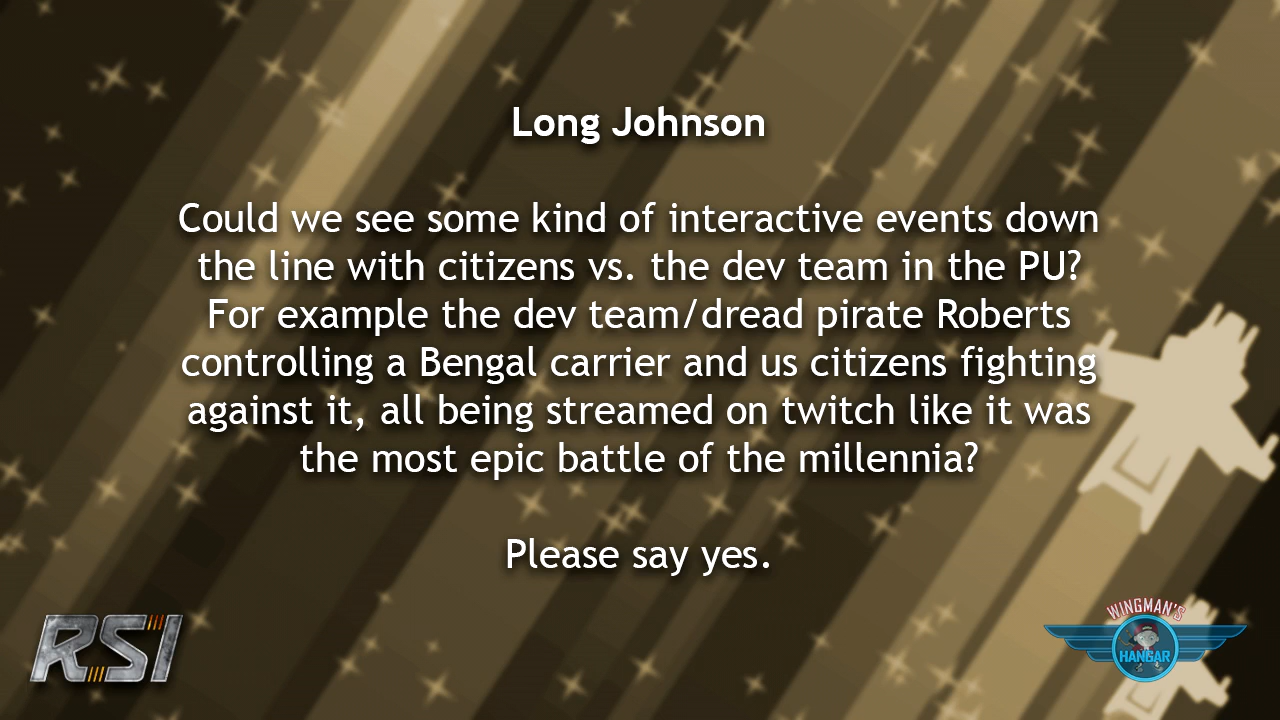 Long Johnson
Could we see some kind of interactive events down
the line with citizens vs. the dev team in the PU?
For example the dev team/dread pirate Roberts
controlling a Bengal carrier and us citizens fighting
against it, all being streamed on twitch like it was
the most epic battle of the millennia?
Please say yes.
RSI
WINGMAN'S
HANGAR